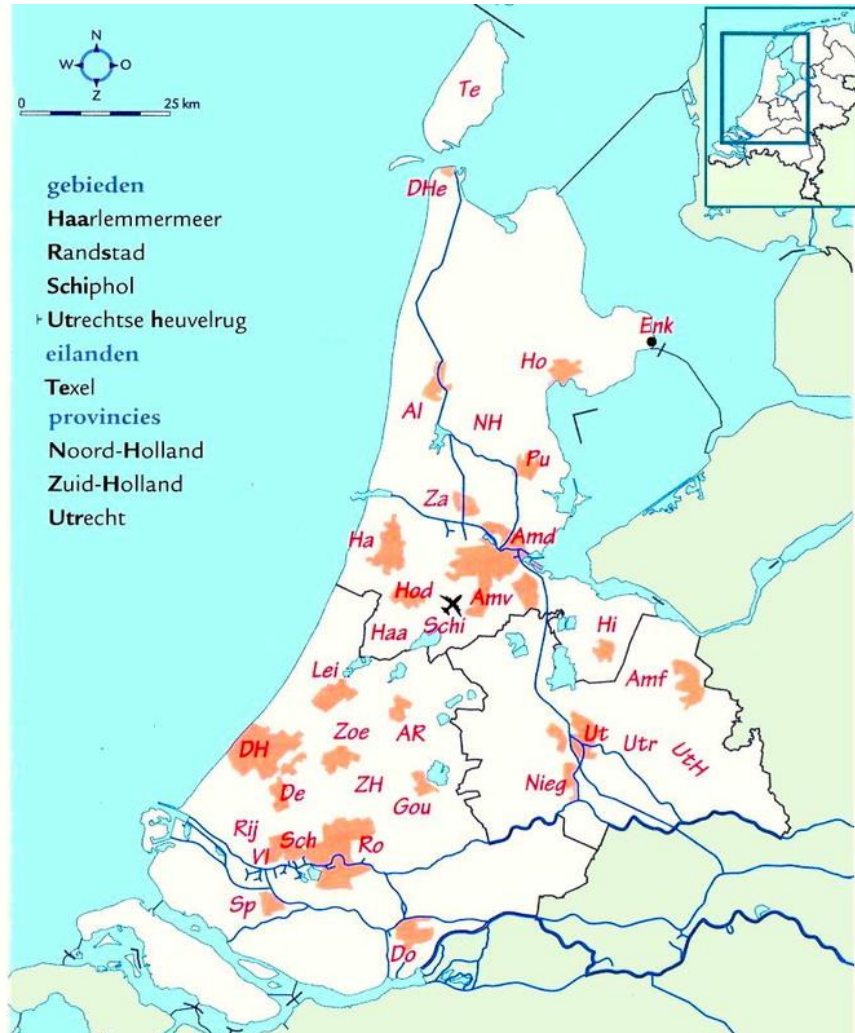 N
W O
Z
0 25 km
gebieden
Haarlemmermeer
Randstad
Schiphol
Utrechtse heuvelrug
eilanden
Texel
provincies
Noord-Holland
Zuid-Holland
Utrecht
Te
DHe
Enk
Ho
Al
NH
Pu
Za
Amd
Ha
Hod
Amv
Schi
Haa
Hi
Lei
Amf
Zoe
AR
DH
Ut
Utr
UtH
ZH
De
Gou
Nieg
Rij
Sch
Vl
Ro
Sp
Do